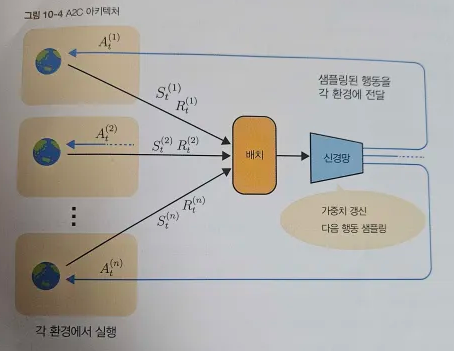 그림 10-4 A2C 아키텍처
A_t^{(1)}
S_t^{(1)}
R_t^{(1)}
샘플링된 행동을
각 환경에 전달
A_t^{(2)}
S_t^{(2)} R_t^{(2)}
배치
신경망
가중치 갱신
다음 행동 샘플링
R_t^{(n)}
S_t^{(n)}
A_t^{(n)}
각 환경에서 실행